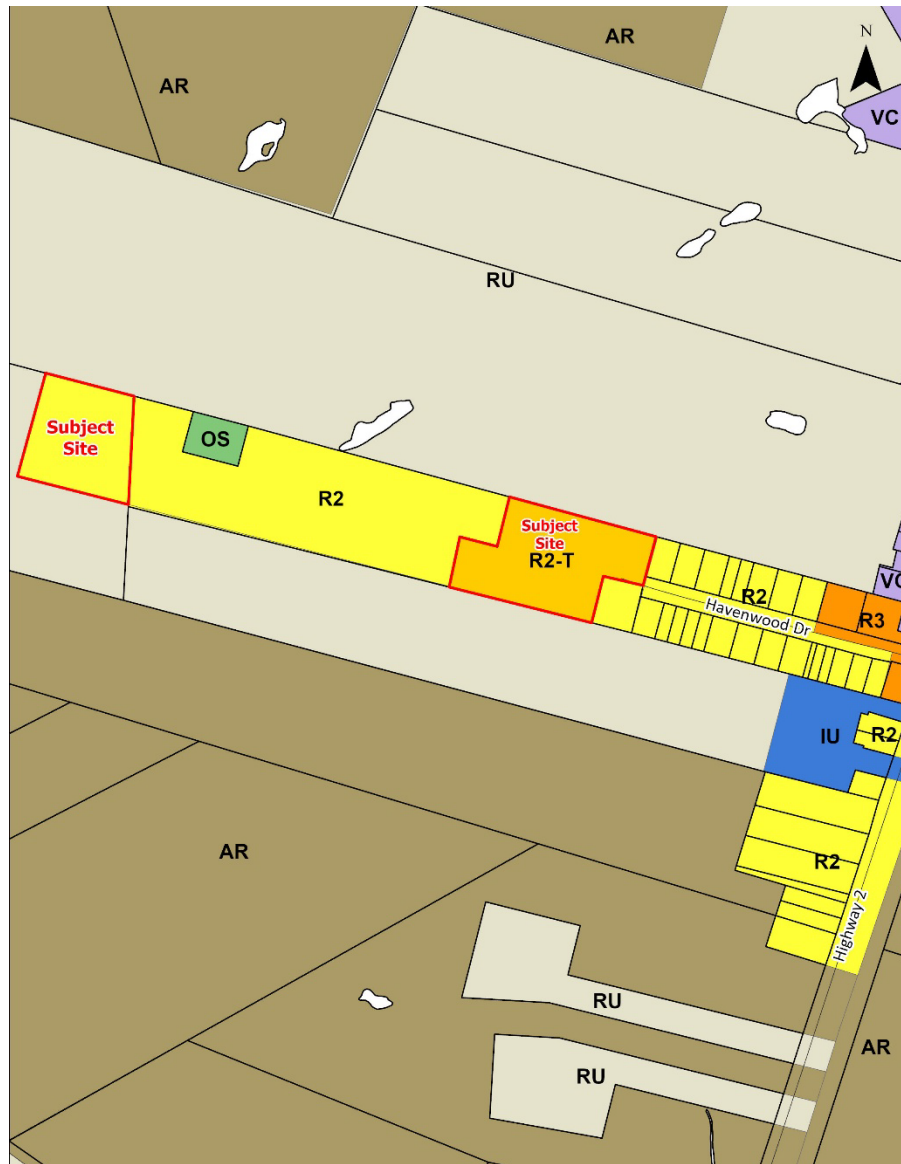 AR
N
AR
VC
RU
Subject
Site
OS
R2
Subject
Site
R2-T
R2
VC
R3
Havenwood Dr
IU
R2
AR
R2
Highway 2
RU
AR
RU